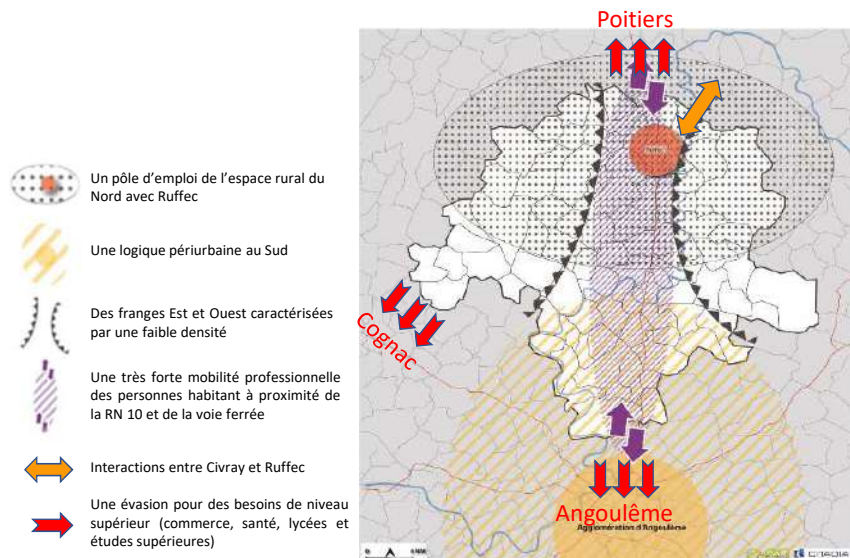 Poitiers
Un pôle d’emploi de l’espace rural du
Nord avec Ruffec
Une logique périurbaine au Sud
Des franges Est et Ouest caractérisées
par une faible densité
Une très forte mobilité professionnelle
des personnes habitant à proximité de
la RN 10 et de la voie ferrée
Interactions entre Civray et Ruffec
Une évasion pour des besoins de niveau
supérieur (commerce, santé, lycées et
études supérieures)
Cognac
Angoulême
Agglomération d'Angoulême